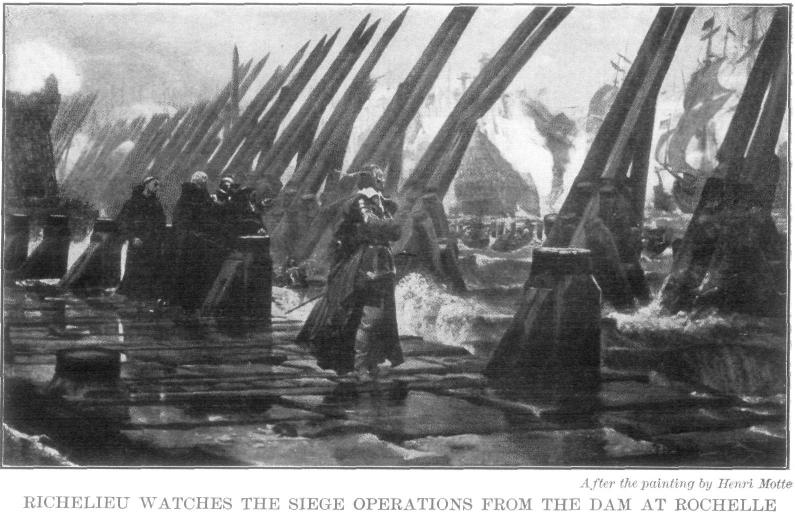 After the painting by Henri Motte
RICHELIEU WATCHES THE SIEGE OPERATIONS FROM THE DAM AT ROCHELLE